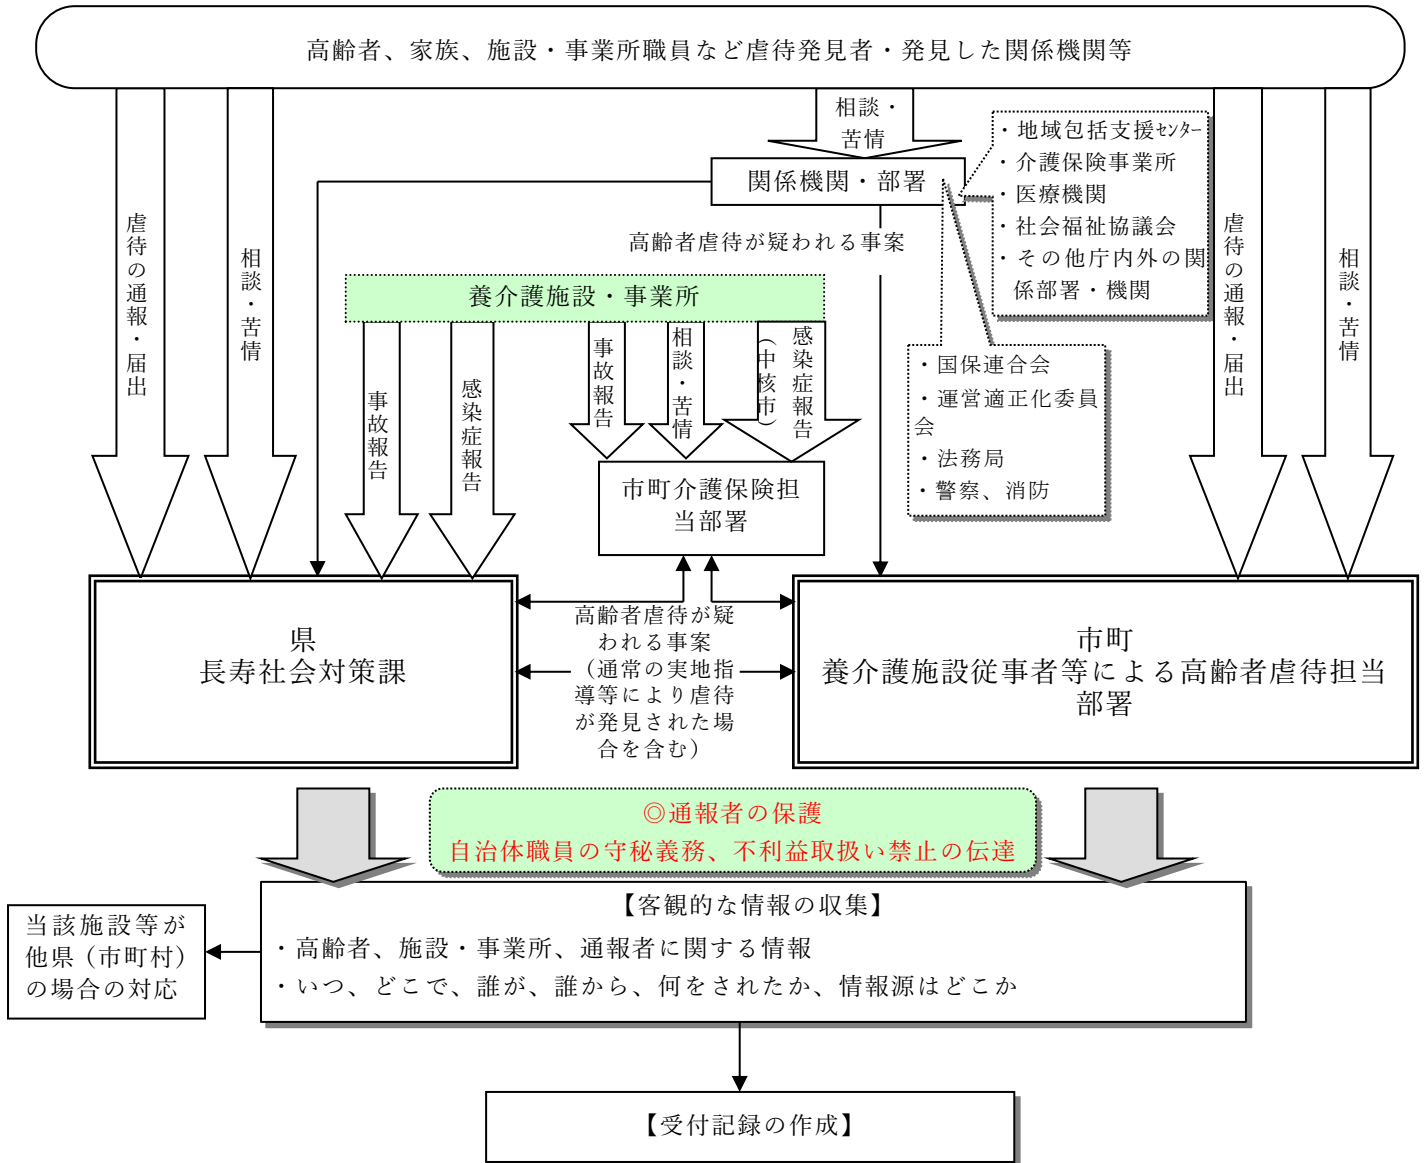 高齢者、家族、施設・事業所職員など虐待発見者・発見した関係機関等
虐待の通報・届出
相談・苦情
相談・
苦情
関係機関・部署
・地域包括支援ｾﾝﾀｰ
・介護保険事業所
・医療機関
・社会福祉協議会
・その他庁内外の関
係部署・機関
虐待の通報・届出
相談・苦情
高齢者虐待が疑われる事案
養介護施設・事業所
事故報告
感染症報告
事故報告
相談・苦情
感染症報告
（中核市）
・国保連合会
・運営適正化委員
会
・法務局
・警察、消防
市町介護保険担
当部署
県
長寿社会対策課
高齢者虐待が疑
われる事案
（通常の実地指
導等により虐待
が発見された場
合を含む）
市町
養介護施設従事者等による高齢者虐待担当
部署
◎通報者の保護
自治体職員の守秘義務、不利益取扱い禁止の伝達
【客観的な情報の収集】
・高齢者、施設・事業所、通報者に関する情報
・いつ、どこで、誰が、誰から、何をされたか、情報源はどこか
当該施設等が
他県（市町村）
の場合の対応
【受付記録の作成】